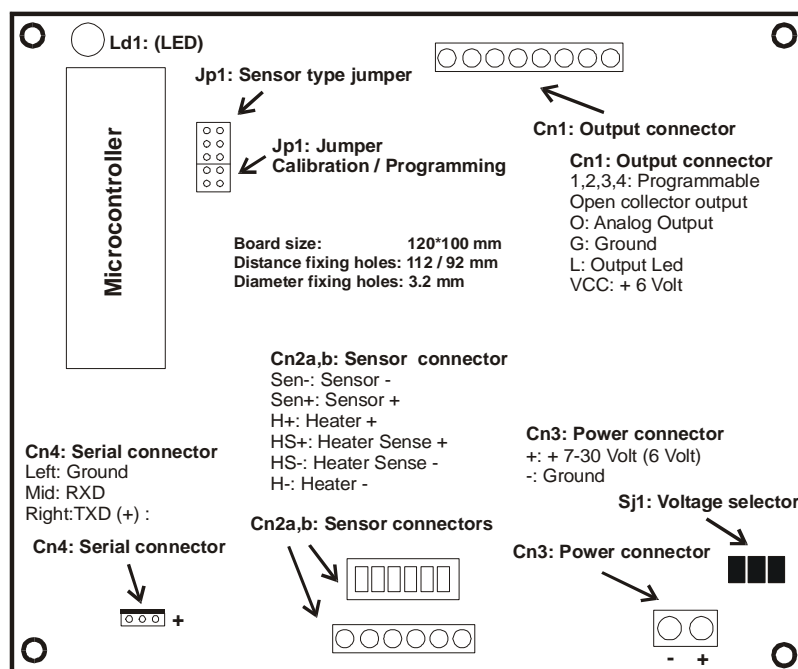 Ld1: (LED)
Jp1: Sensor type jumper
Microcontroller
Jp1: Jumper
Calibration / Programming
Cn1: Output connector
Cn1: Output connector
1,2,3,4: Programmable
Open collector output
O: Analog Output
G: Ground
L: Output Led
VCC: + 6 Volt
Board size: 120*100 mm
Distance fixing holes: 112 / 92 mm
Diameter fixing holes: 3.2 mm
Cn2a,b: Sensor connector
Sen-: Sensor -
Sen+: Sensor +
H+: Heater +
HS+: Heater Sense +
HS-: Heater Sense -
H-: Heater -
Cn4: Serial connector
Left: Ground
Mid: RXD
Right:TXD (+) :
Cn3: Power connector
+: + 7-30 Volt (6 Volt)
-: Ground
Sj1: Voltage selector
Cn2a,b: Sensor connectors
Cn4: Serial connector
Cn3: Power connector
+
- +